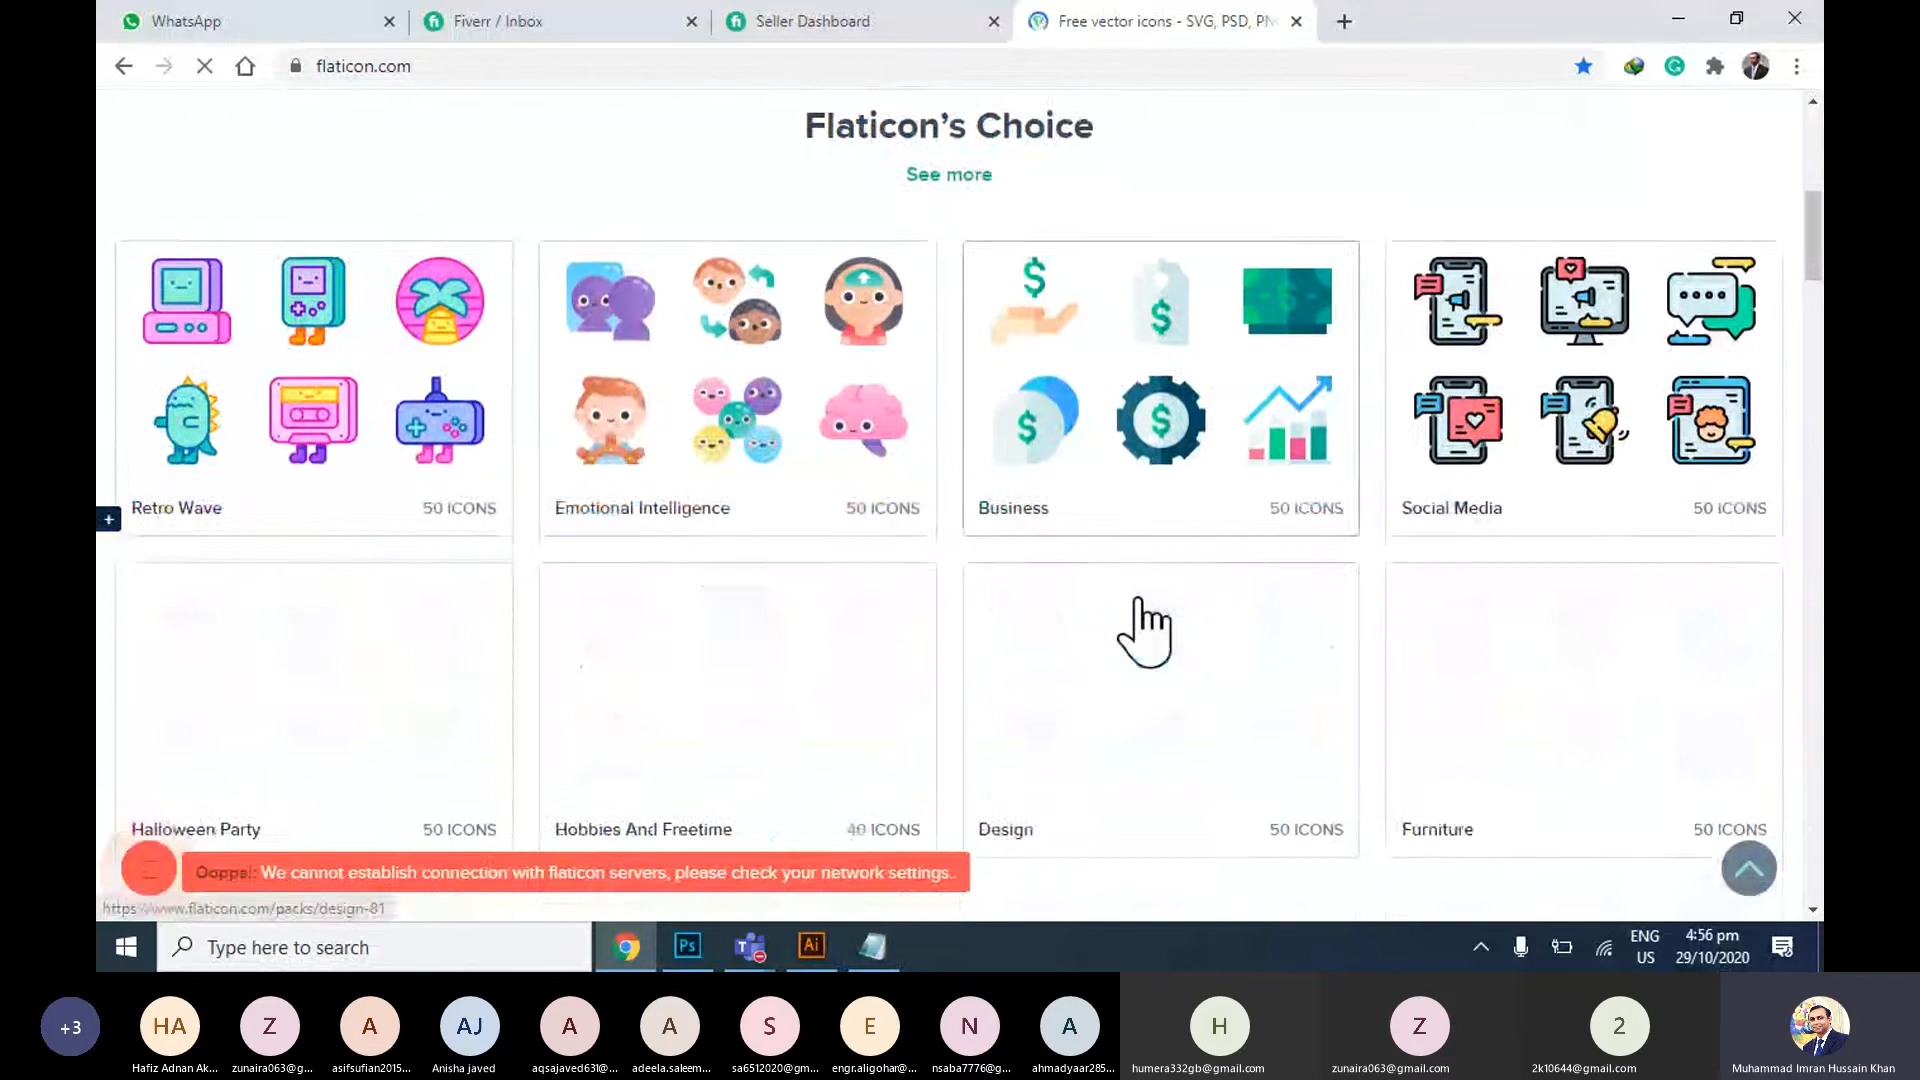 WhatsApp
Fiverr / Inbox
Seller Dashboard
Free vector icons - SVG, PSD, PN
flaticon.com
Flaticon’s Choice
See more
Retro Wave
50 ICONS
Emotional Intelligence
50 ICONS
Business
50 ICONS
Social Media
50 ICONS
Halloween Party
50 ICONS
Hobbies And Freetime
40 ICONS
Design
50 ICONS
Furniture
50 ICONS
We cannot establish connection with flaticon servers, please check your network settings..
https://www.flaticon.com/packs/design-81
Type here to search
Ps
Ai
ENG
US
4:56 pm
29/10/2020
+3
HA
Z
A
AJ
A
A
S
E
N
A
H
Z
2
Hafiz Adnan Ak...
zunaira063@g...
asifsufian2015...
Anisha javed
aqsajaved631@...
adeela.saleem...
sa6512020@gm...
engr.aligohar@...
nsaba7776@g...
ahmadyaar285...
humera332gb@gmail.com
zunaira063@gmail.com
2k10644@gmail.com
Muhammad Imran Hussain Khan